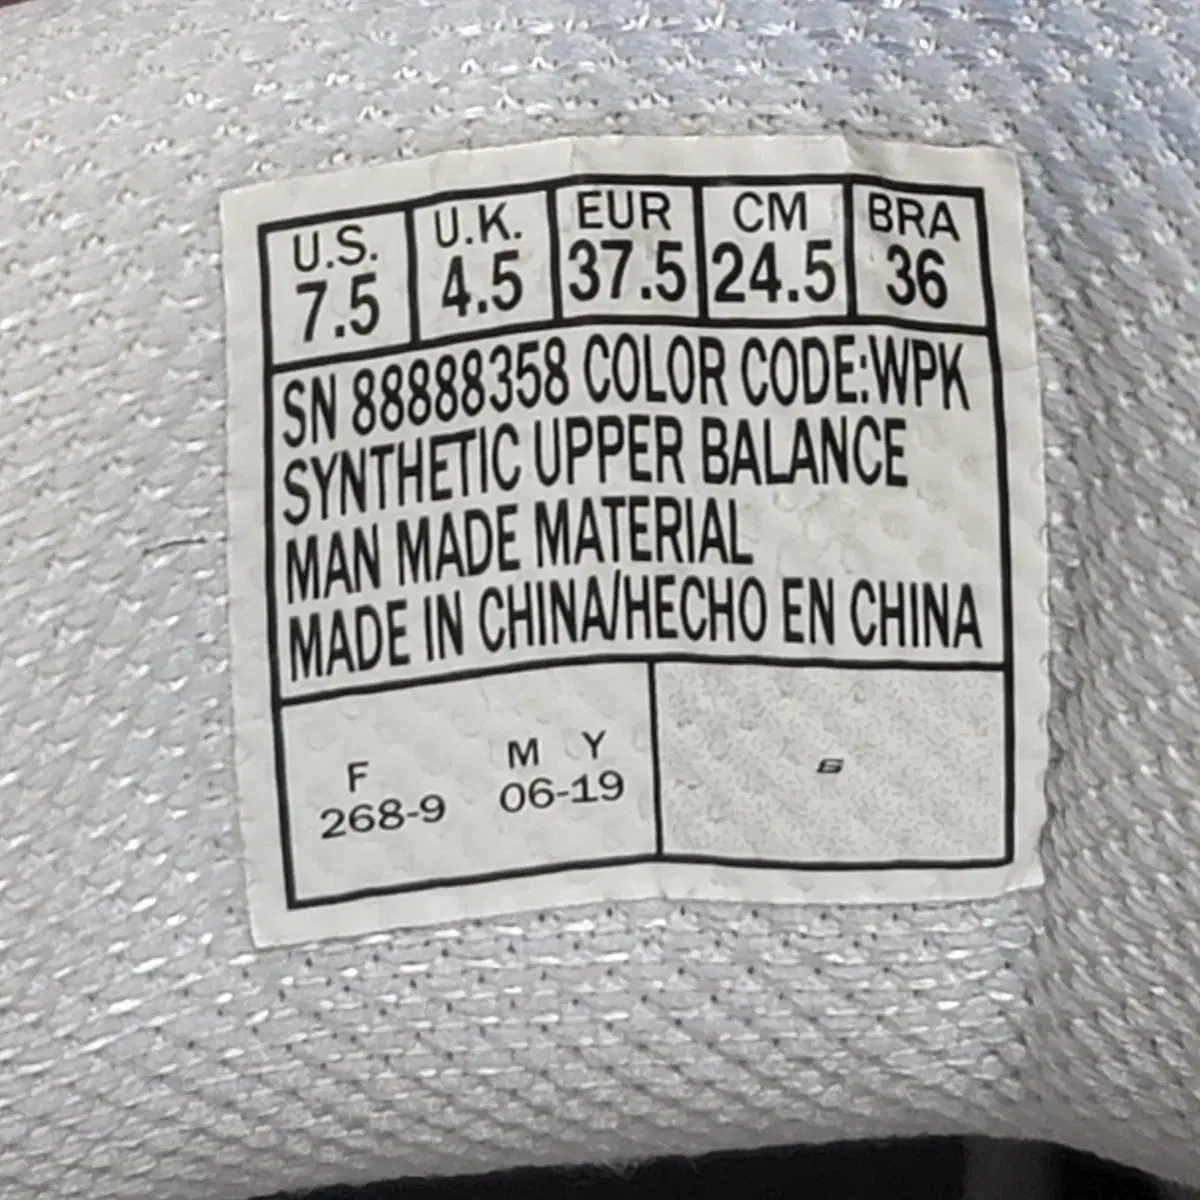 U.S. U.K. EUR CM BRA
7.5 4.5 37.5 24.5 36
SN 88888358 COLOR CODE:WPK
SYNTHETIC UPPER BALANCE
MAN MADE MATERIAL
MADE IN CHINA/HECHO EN CHINA
F M Y
268-9 06-19